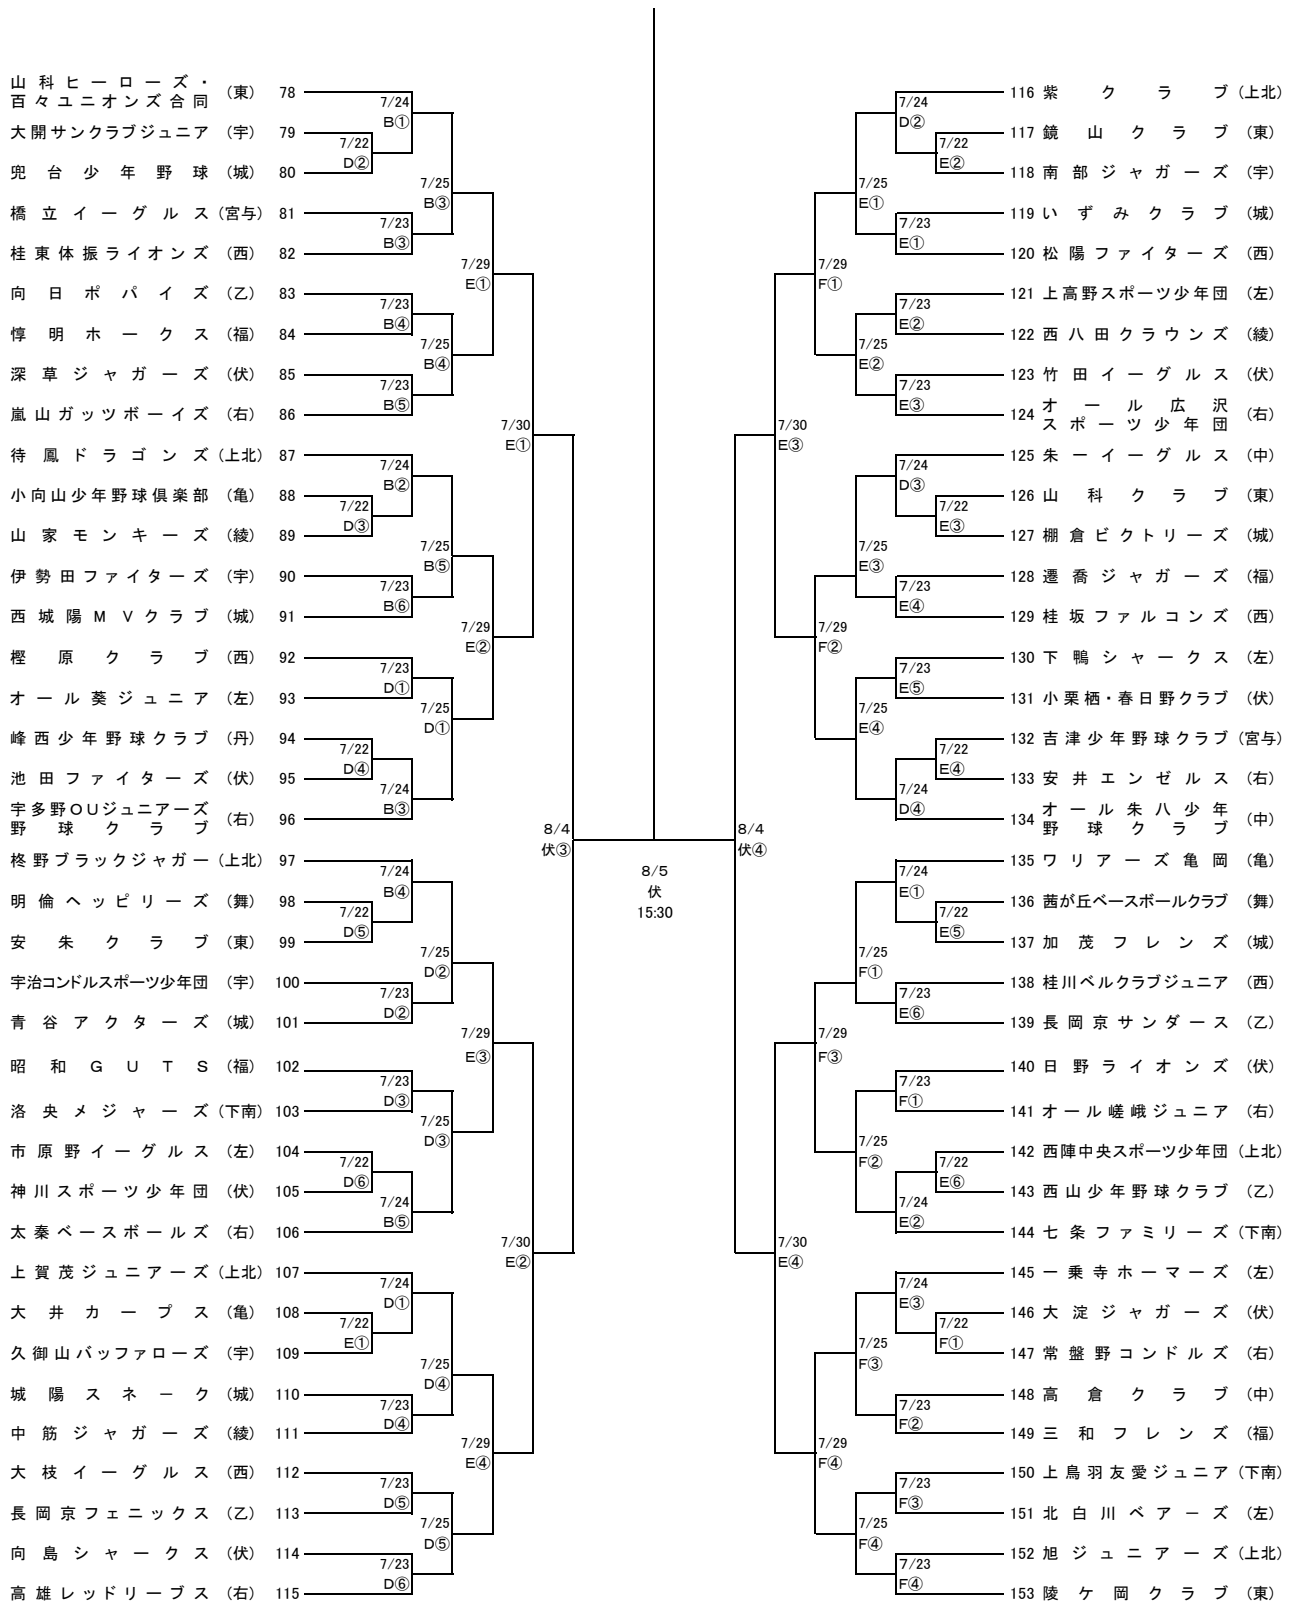 山科ヒーローズ・
百々ユニオンズ合同 (東) 78
大開サンクラブジュニア (宇) 79
兜台少年野球 (城) 80
橋立イーグルス (宮与) 81
桂東体振ライオンズ (西) 82
向日ポパイズ (乙) 83
惇明ホークス (福) 84
深草ジャガーズ (伏) 85
嵐山ガッツボーイズ (右) 86
待鳳ドラゴンズ (上北) 87
小向山少年野球倶楽部 (亀) 88
山家モンキーズ (綾) 89
伊勢田ファイターズ (宇) 90
西城陽MVクラブ (城) 91
樫原クラブ (西) 92
オール葵ジュニア (左) 93
峰西少年野球クラブ (丹) 94
池田ファイターズ (伏) 95
宇多野OUジュニアーズ
野球クラブ (右) 96
柊野ブラックジャガー (上北) 97
明倫ヘッピリーズ (舞) 98
安朱クラブ (東) 99
宇治コンドルスポーツ少年団 (宇) 100
青谷アクターズ (城) 101
昭和GUTS (福) 102
洛央メジャーズ (下南) 103
市原野イーグルス (左) 104
神川スポーツ少年団 (伏) 105
太秦ベースボールズ (右) 106
上賀茂ジュニアーズ (上北) 107
大井カープス (亀) 108
久御山バッファローズ (宇) 109
城陽スネーク (城) 110
中筋ジャガーズ (綾) 111
大枝イーグルス (西) 112
長岡京フェニックス (乙) 113
向島シャークス (伏) 114
高雄レッドリーブス (右) 115
7/22
D②
7/22
D③
7/22
D④
7/22
D⑤
7/22
D⑥
7/22
E①
7/24
B①
7/23
B③
7/23
B④
7/23
B⑤
7/24
B②
7/23
B⑥
7/23
D①
7/24
B③
7/24
B④
7/23
D②
7/23
D③
7/24
B⑤
7/24
D①
7/23
D④
7/23
D⑤
7/23
D⑥
7/25
B③
7/25
B④
7/25
B⑤
7/25
D①
7/25
D②
7/25
D③
7/25
D④
7/25
D⑤
7/29
E①
7/29
E②
7/29
E③
7/29
E④
7/30
E①
7/30
E②
8/4
伏③
8/5
伏
15:30
8/4
伏④
7/30
E③
7/30
E④
7/29
F①
7/29
F②
7/29
F③
7/29
F④
7/25
E①
7/25
E②
7/25
E③
7/25
E④
7/25
F①
7/25
F②
7/25
F③
7/25
F④
7/24
D②
7/23
E①
7/23
E②
7/23
E③
7/24
D③
7/23
E④
7/23
E⑤
7/24
D④
7/24
E①
7/23
E⑥
7/23
F①
7/24
E②
7/24
E③
7/23
F②
7/23
F③
7/23
F④
7/22
E②
7/22
E③
7/22
E④
7/22
E⑤
7/22
E⑥
7/22
F①
116 紫クラブ (上北)
117 鏡山クラブ (東)
118 南部ジャガーズ (宇)
119 いずみクラブ (城)
120 松陽ファイターズ (西)
121 上高野スポーツ少年団 (左)
122 西八田クラウンズ (綾)
123 竹田イーグルス (伏)
124 オール広沢
スポーツ少年団 (右)
125 朱一イーグルス (中)
126 山科クラブ (東)
127 棚倉ビクトリーズ (城)
128 遷喬ジャガーズ (福)
129 桂坂ファルコンズ (西)
130 下鴨シャークス (左)
131 小栗栖・春日野クラブ (伏)
132 吉津少年野球クラブ (宮与)
133 安井エンゼルス (右)
134 オール朱八少年
野球クラブ (中)
135 ワリアーズ亀岡 (亀)
136 茜が丘ベースボールクラブ (舞)
137 加茂フレンズ (城)
138 桂川ベルクラブジュニア (西)
139 長岡京サンダース (乙)
140 日野ライオンズ (伏)
141 オール嵯峨ジュニア (右)
142 西陣中央スポーツ少年団 (上北)
143 西山少年野球クラブ (乙)
144 七条ファミリーズ (下南)
145 一乗寺ホーマーズ (左)
146 大淀ジャガーズ (伏)
147 常盤野コンドルズ (右)
148 高倉クラブ (中)
149 三和フレンズ (福)
150 上鳥羽友愛ジュニア (下南)
151 北白川ベアーズ (左)
152 旭ジュニアーズ (上北)
153 陵ケ岡クラブ (東)